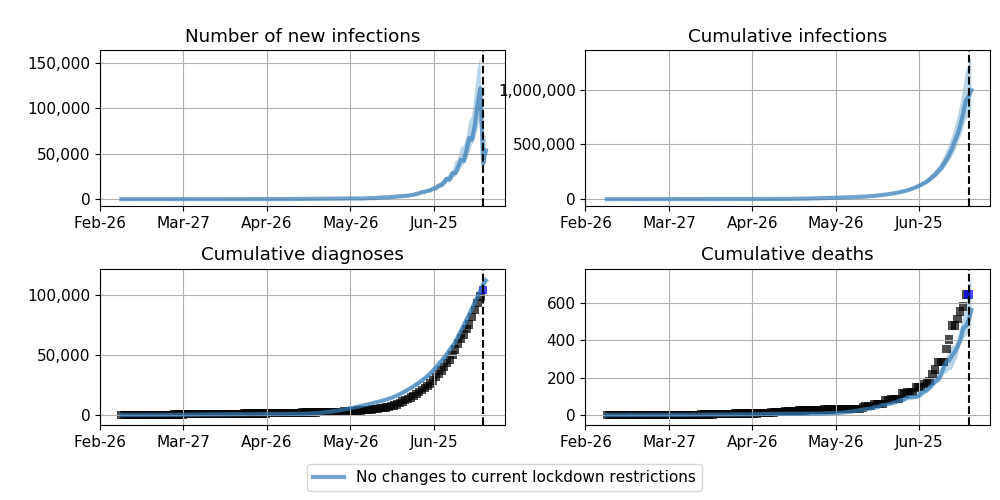 Number of new infections
150,000
100,000
50,000
0
Feb-26 Mar-27 Apr-26 May-26 Jun-25
Cumulative infections
1,000,000
500,000
0
Feb-26 Mar-27 Apr-26 May-26 Jun-25
Cumulative diagnoses
100,000
50,000
0
Feb-26 Mar-27 Apr-26 May-26 Jun-25
Cumulative deaths
600
400
200
0
Feb-26 Mar-27 Apr-26 May-26 Jun-25
No changes to current lockdown restrictions